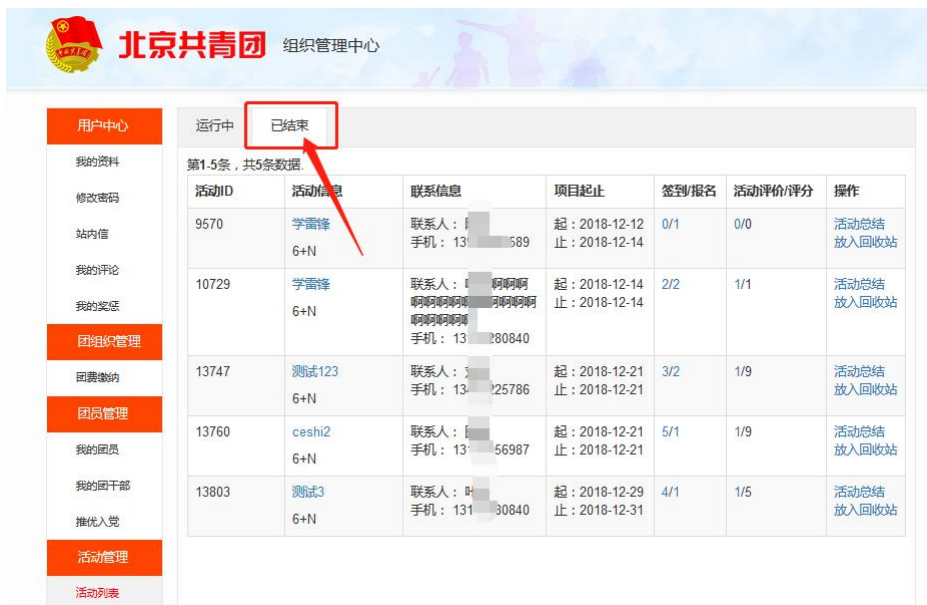 北京共青团 组织管理中心
用户中心
我的资料
修改密码
站内信
我的评论
我的奖惩
团组织管理
团费缴纳
团员管理
我的团员
我的团干部
推优入党
活动管理
活动列表
运行中 已结束
第1-5条，共5条数据.
活动ID 活动信息 联系信息 项目起止 签到/报名 活动评价/评分 操作
9570 学雷锋 联系人： 起：2018-12-12 0/1 0/0 活动总结
6+N 手机： 589 止：2018-12-14 放入回收站
10729 学雷锋 联系人： 啊啊啊 起：2018-12-14 2/2 1/1 活动总结
6+N 啊啊啊啊 啊啊啊啊 止：2018-12-14 放入回收站
啊啊啊啊
手机： 13 280840
13747 测试123 联系人： 起：2018-12-21 3/2 1/9 活动总结
6+N 手机： 13 225786 止：2018-12-21 放入回收站
13760 ceshi2 联系人： 起：2018-12-21 5/1 1/9 活动总结
6+N 手机： 13 56987 止：2018-12-21 放入回收站
13803 测试3 联系人：叶 起：2018-12-29 4/1 1/5 活动总结
6+N 手机： 131 30840 止：2018-12-31 放入回收站